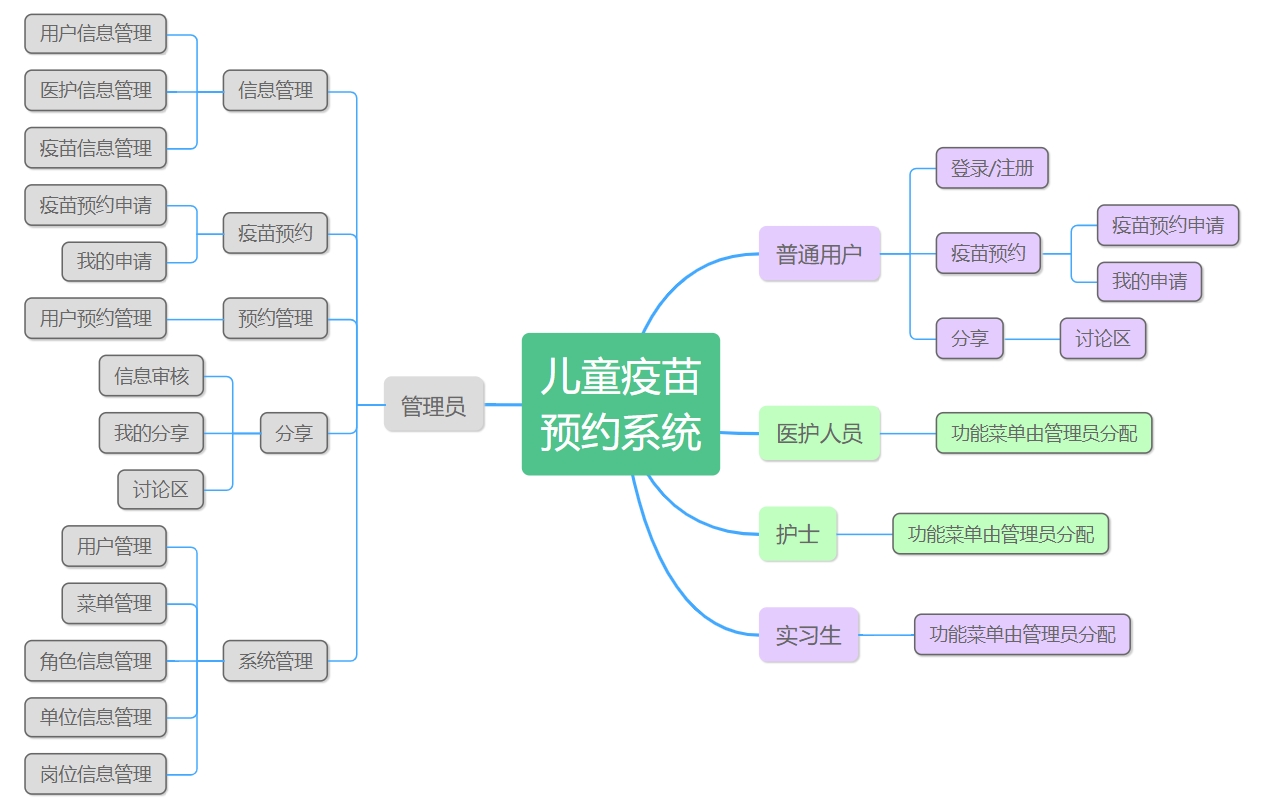 儿童疫苗
预约系统
普通用户
登录/注册
疫苗预约
疫苗预约申请
我的申请
分享
讨论区
医护人员
功能菜单由管理员分配
护士
功能菜单由管理员分配
实习生
功能菜单由管理员分配
管理员
信息管理
用户信息管理
医护信息管理
疫苗信息管理
疫苗预约
疫苗预约申请
我的申请
预约管理
用户预约管理
分享
信息审核
我的分享
讨论区
系统管理
用户管理
菜单管理
角色信息管理
单位信息管理
岗位信息管理